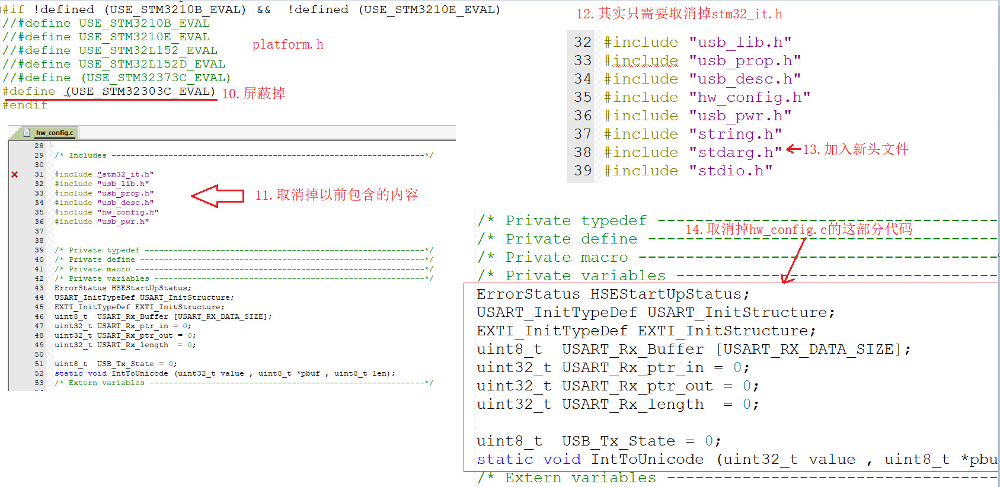 #if !defined (USE_STM3210B_EVAL) &&  !defined (USE_STM3210E_EVAL)
//#define USE_STM3210B_EVAL
//#define USE_STM3210E_EVAL
//#define USE_STM32L152_EVAL
//#define USE_STM32L152D_EVAL
//#define (USE_STM32373C_EVAL)
#define (USE_STM32303C_EVAL)
#endif
platform.h
10.屏蔽掉
hw_config.c
28
29 /* Includes ------------------------------------------------------------------*/
30
31 #include "stm32_it.h"
32 #include "usb_lib.h"
33 #include "usb_prop.h"
34 #include "usb_desc.h"
35 #include "hw_config.h"
36 #include "usb_pwr.h"
37
38
39 /* Private typedef -----------------------------------------------------------*/
40 /* Private define ------------------------------------------------------------*/
41 /* Private macro -------------------------------------------------------------*/
42 /* Private variables ---------------------------------------------------------*/
43 ErrorStatus HSEStartUpStatus;
44 USART_InitTypeDef USART_InitStructure;
45 EXTI_InitTypeDef EXTI_InitStructure;
46 uint8_t  USART_Rx_Buffer [USART_RX_DATA_SIZE];
47 uint32_t USART_Rx_ptr_in = 0;
48 uint32_t USART_Rx_ptr_out = 0;
49 uint32_t USART_Rx_length  = 0;
50
51 uint8_t  USB_Tx_State = 0;
52 static void IntToUnicode (uint32_t value , uint8_t *pbuf , uint8_t len);
53 /* Extern variables ----------------------------------------------------------*/
11.取消掉以前包含的内容
12.其实只需要取消掉stm32_it.h
32 #include "usb_lib.h"
33 #include "usb_prop.h"
34 #include "usb_desc.h"
35 #include "hw_config.h"
36 #include "usb_pwr.h"
37 #include "string.h"
38 #include "stdarg.h"
39 #include "stdio.h"
13.加入新头文件
/* Private typedef ------------------------------------
/* Private define -------------------------------------
/* Private macro --------------------------------------
/* Private variables ----------------------------------
14.取消掉hw_config.c的这部分代码
ErrorStatus HSEStartUpStatus;
USART_InitTypeDef USART_InitStructure;
EXTI_InitTypeDef EXTI_InitStructure;
uint8_t  USART_Rx_Buffer [USART_RX_DATA_SIZE];
uint32_t USART_Rx_ptr_in = 0;
uint32_t USART_Rx_ptr_out = 0;
uint32_t USART_Rx_length  = 0;
uint8_t  USB_Tx_State = 0;
static void IntToUnicode (uint32_t value , uint8_t *pbu
/* Extern variables -----------------------------------